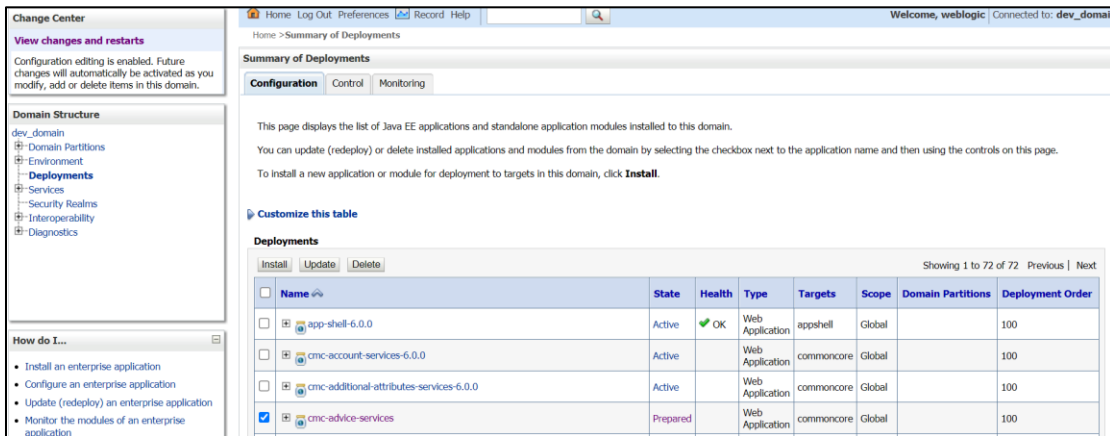 Change Center
View changes and restarts
Configuration editing is enabled. Future
changes will automatically be activated as you
modify, add or delete items in this domain.
Domain Structure
dev_domain
Domain Partitions
Environment
Deployments
Services
Security Realms
Interoperability
Diagnostics
How do I...
Install an enterprise application
Configure an enterprise application
Update (redeploy) an enterprise application
Monitor the modules of an enterprise
application
Home Log Out Preferences Record Help
Welcome, weblogic Connected to: dev_domai
Home >Summary of Deployments
Summary of Deployments
Configuration Control Monitoring
This page displays the list of Java EE applications and standalone application modules installed to this domain.
You can update (redeploy) or delete installed applications and modules from the domain by selecting the checkbox next to the application name and then using the controls on this page.
To install a new application or module for deployment to targets in this domain, click Install.
Customize this table
Deployments
Install Update Delete Showing 1 to 72 of 72 Previous | Next
Name State Health Type Targets Scope Domain Partitions Deployment Order
app-shell-6.0.0 Active OK Web Application appshell Global 100
cmc-account-services-6.0.0 Active Web Application commoncore Global 100
cmc-additional-attributes-services-6.0.0 Active Web Application commoncore Global 100
cmc-advice-services Prepared Web Application commoncore Global 100